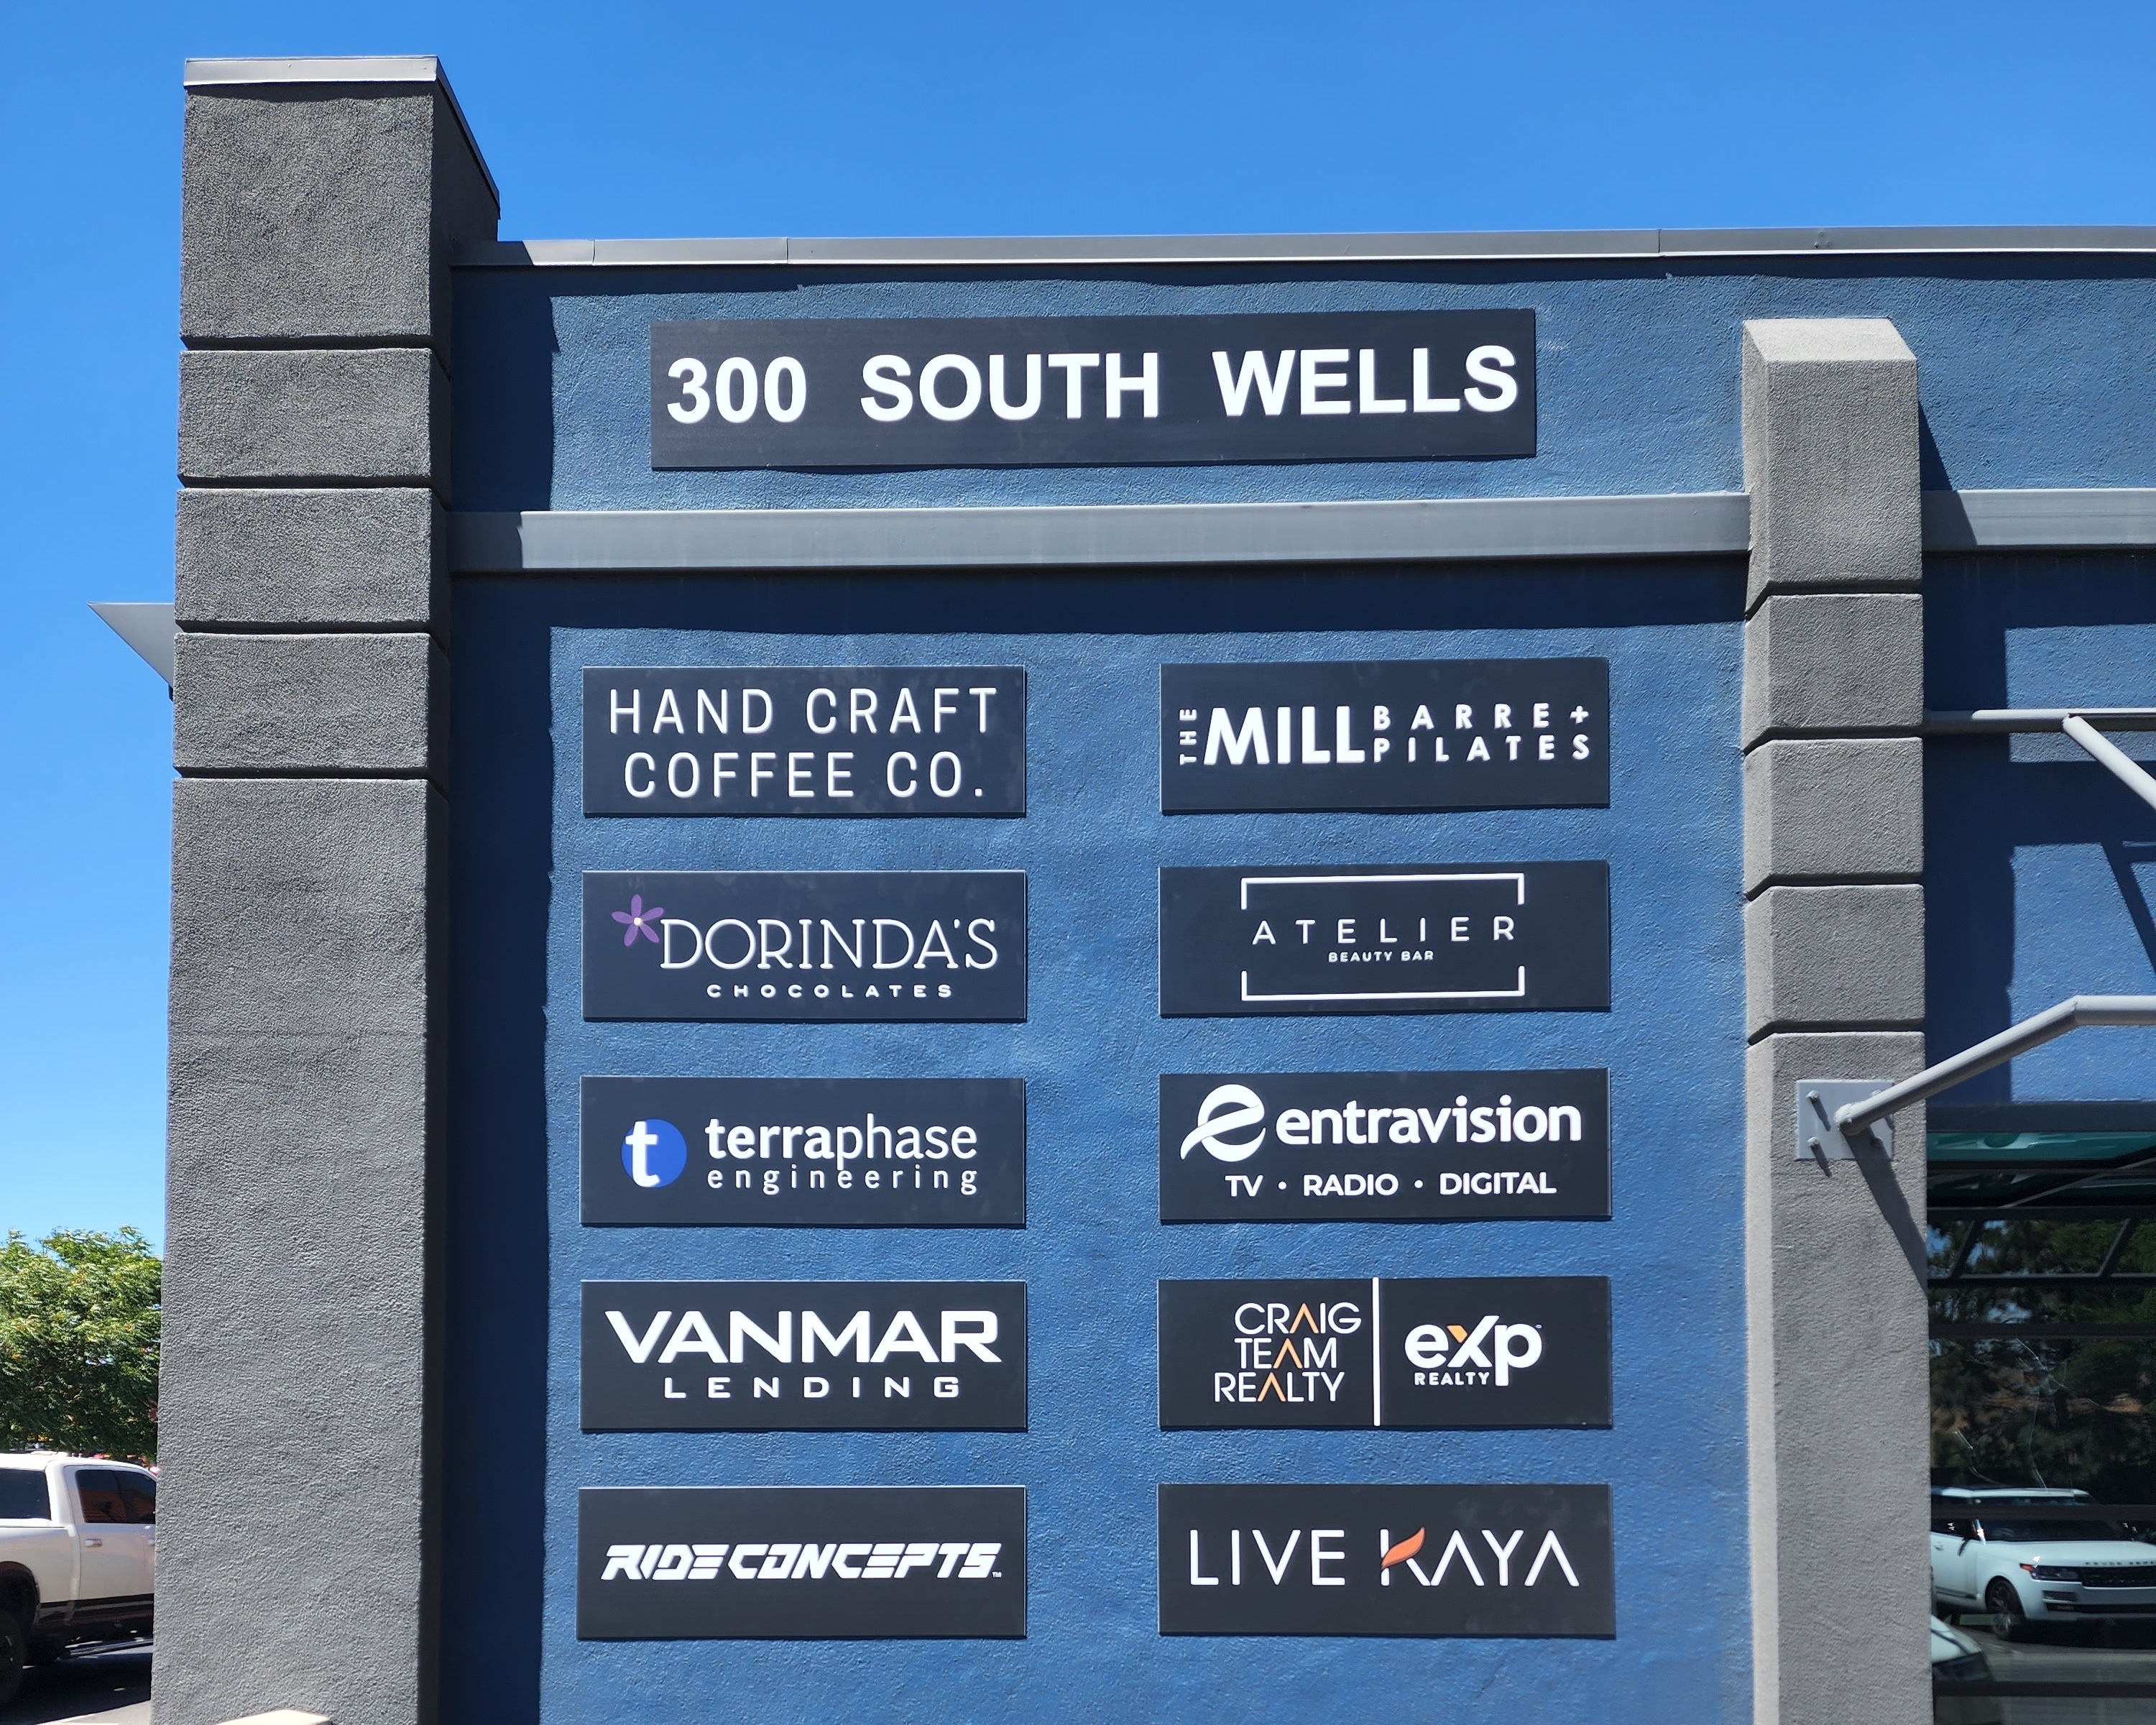 300 SOUTH WELLS
HAND CRAFT
COFFEE CO.
THE MILL BARRE +
PILATES
DORINDA'S
CHOCOLATES
ATELIER
BEAUTY BAR
t terraphase
engineering
e entravision
TV • RADIO • DIGITAL
VANMAR
LENDING
CRAIG
TEAM
REALTY
eXp
REALTY
RIDE CONCEPTS™
LIVE KAYA